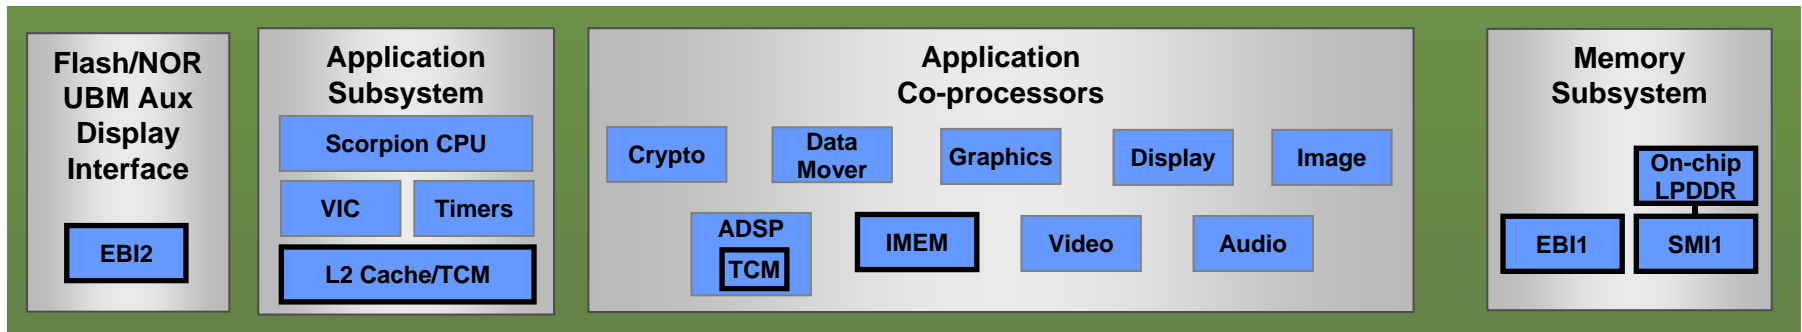 Flash/NOR
UBM Aux
Display
Interface
EBI2
Application
Subsystem
Scorpion CPU
VIC
Timers
L2 Cache/TCM
Application
Co-processors
Crypto
Data
Mover
Graphics
Display
Image
ADSP
TCM
IMEM
Video
Audio
Memory
Subsystem
On-chip
LPDDR
EBI1
SMI1